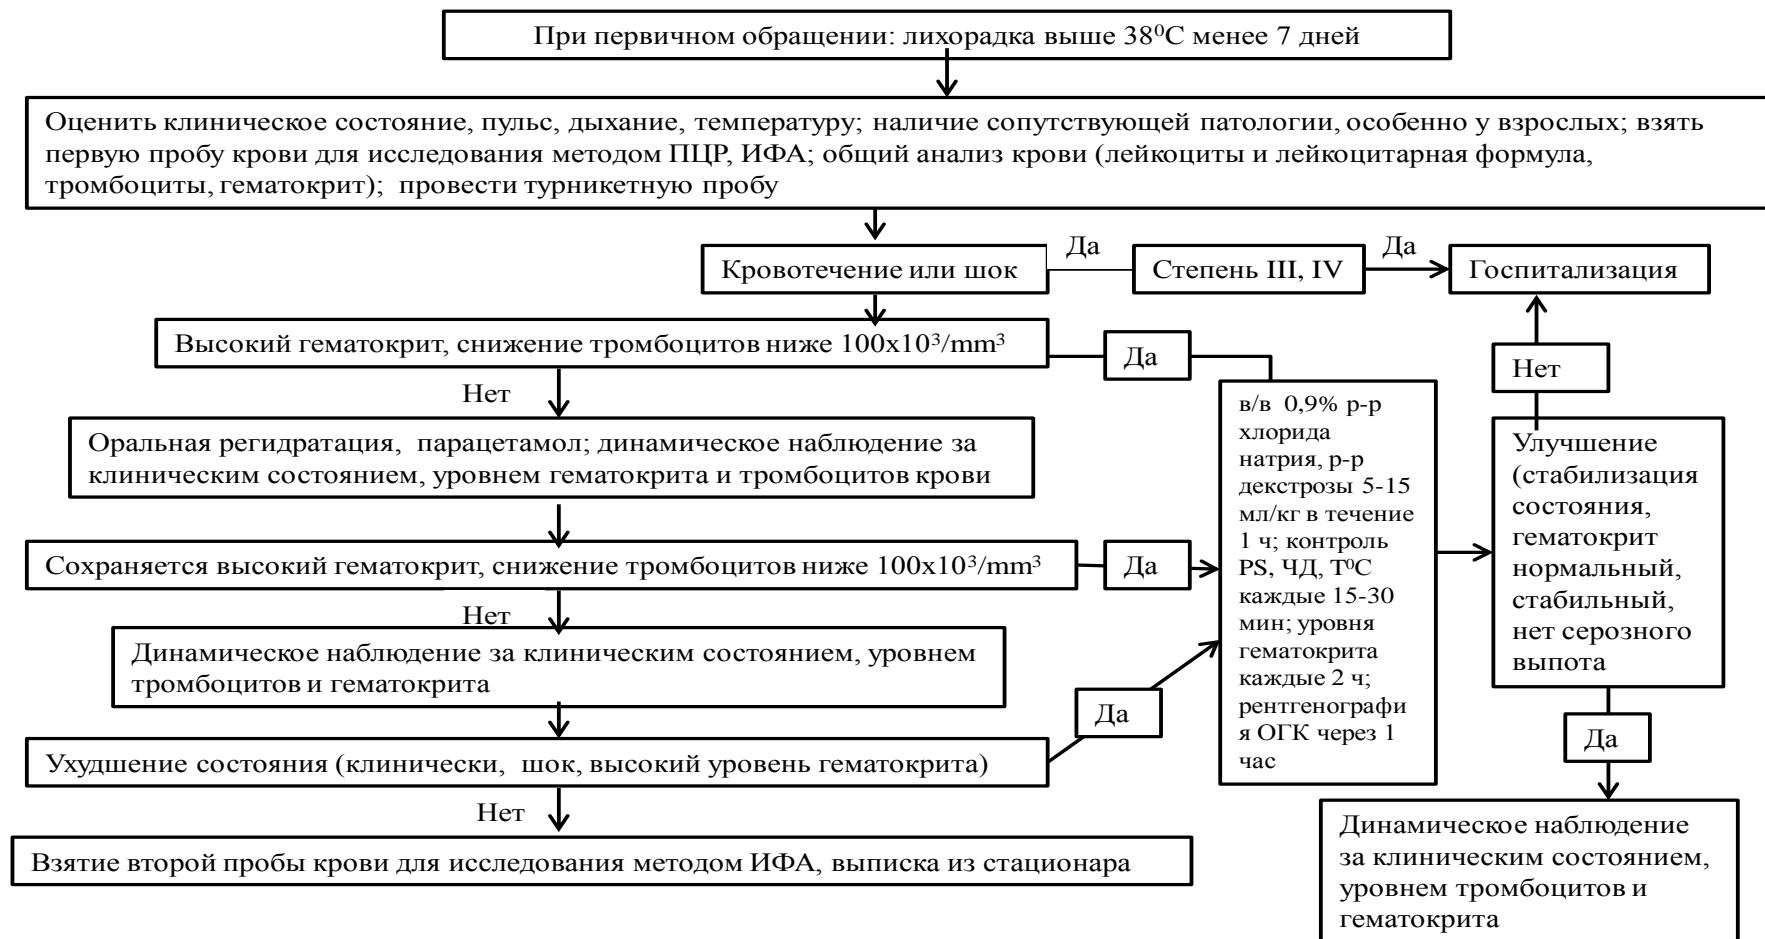 При первичном обращении: лихорадка выше 38⁰С менее 7 дней
Оценить клиническое состояние, пульс, дыхание, температуру; наличие сопутствующей патологии, особенно у взрослых; взять
первую пробу крови для исследования методом ПЦР, ИФА; общий анализ крови (лейкоциты и лейкоцитарная формула,
тромбоциты, гематокрит); провести турникетную пробу
Кровотечение или шок
Да
Степень III, IV
Да
Госпитализация
Высокий гематокрит, снижение тромбоцитов ниже 100х10³/mm³
Да
Нет
Нет
Оральная регидратация, парацетамол; динамическое наблюдение за
клиническим состоянием, уровнем гематокрита и тромбоцитов крови
в/в 0,9% р-р
хлорида
натрия, р-р
декстрозы 5-15
мл/кг в течение
1 ч; контроль
PS, ЧД, Т⁰С
каждые 15-30
мин; уровня
гематокрита
каждые 2 ч;
рентгенографи
я ОГК через 1
час
Улучшение
(стабилизация
состояния,
гематокрит
нормальный,
стабильный,
нет серозного
выпота
Сохраняется высокий гематокрит, снижение тромбоцитов ниже 100х10³/mm³
Да
Нет
Динамическое наблюдение за клиническим состоянием, уровнем
тромбоцитов и гематокрита
Да
Да
Ухудшение состояния (клинически, шок, высокий уровень гематокрита)
Нет
Взятие второй пробы крови для исследования методом ИФА, выписка из стационара
Динамическое наблюдение
за клиническим состоянием,
уровнем тромбоцитов и
гематокрита